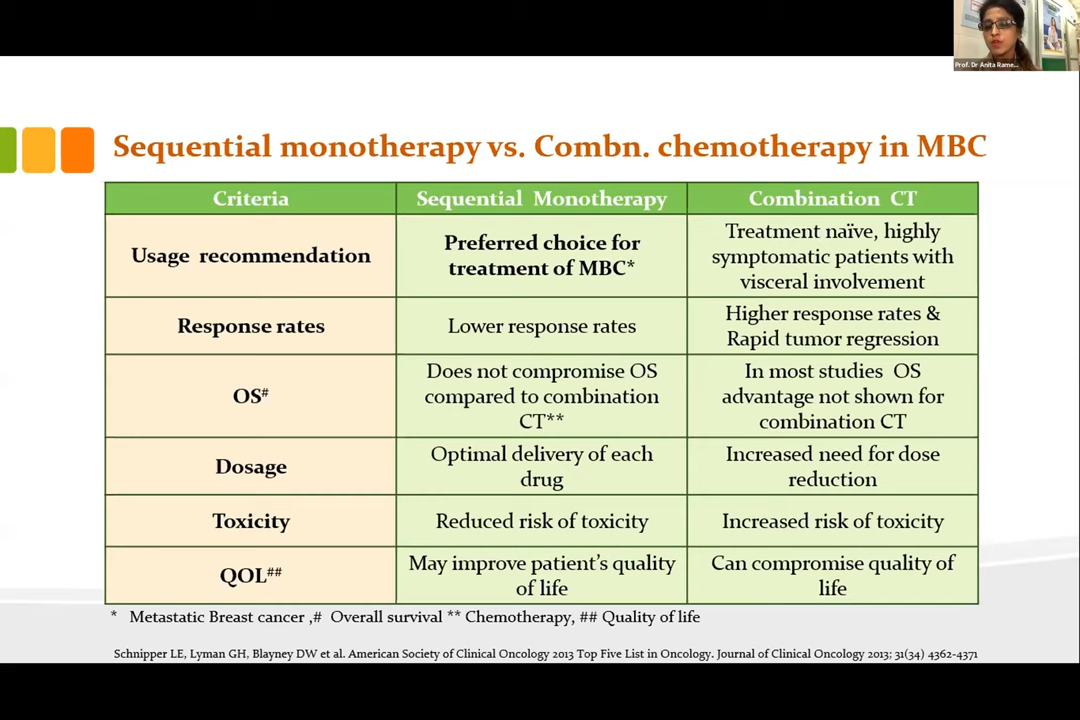 Prof. Dr Anita Rame...
Sequential monotherapy vs. Combn. chemotherapy in MBC
Criteria
Sequential Monotherapy
Combination CT
Usage recommendation
Preferred choice for
treatment of MBC*
Treatment naïve, highly
symptomatic patients with
visceral involvement
Response rates
Lower response rates
Higher response rates &
Rapid tumor regression
OS#
Does not compromise OS
compared to combination
CT**
In most studies OS
advantage not shown for
combination CT
Dosage
Optimal delivery of each
drug
Increased need for dose
reduction
Toxicity
Reduced risk of toxicity
Increased risk of toxicity
QOL##
May improve patient's quality
of life
Can compromise quality of
life
* Metastatic Breast cancer ,# Overall survival ** Chemotherapy, ## Quality of life
Schnipper LE, Lyman GH, Blayney DW et al. American Society of Clinical Oncology 2013 Top Five List in Oncology. Journal of Clinical Oncology 2013; 31(34) 4362-4371